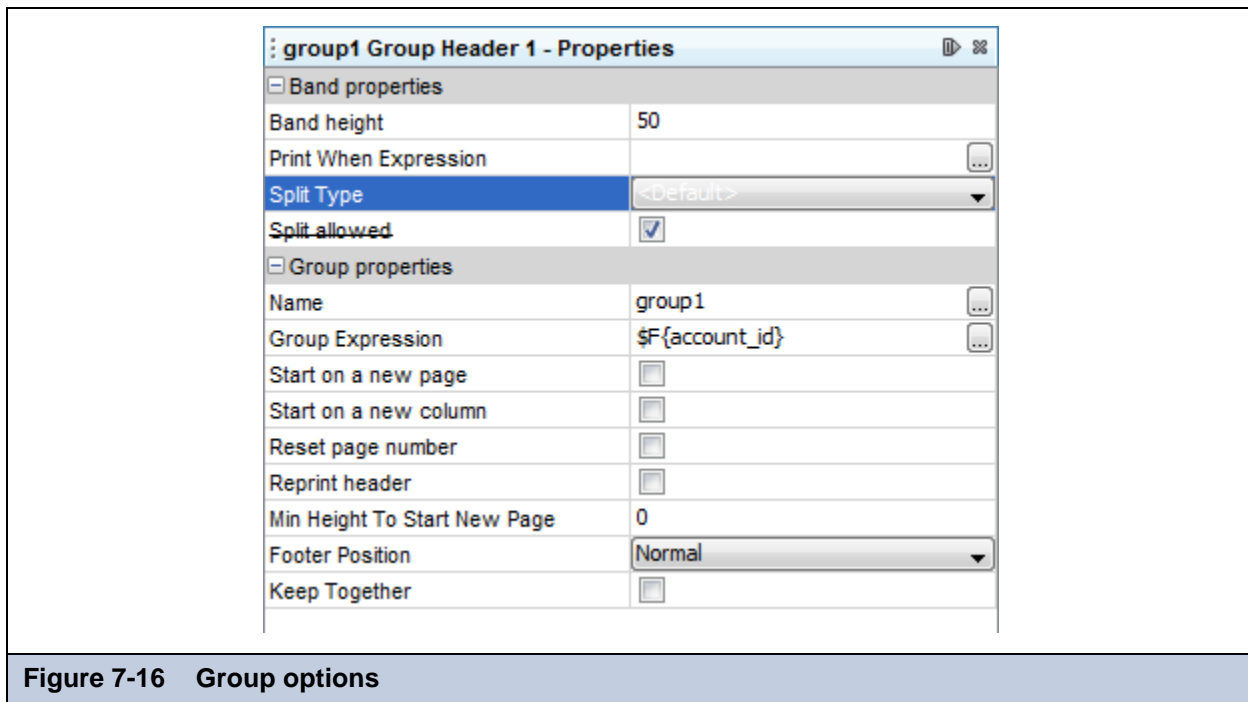 group1 Group Header 1 - Properties
Band properties
Band height 50
Print When Expression ...
Split Type <Default>
Split allowed
Group properties
Name group1 ...
Group Expression $F{account_id} ...
Start on a new page
Start on a new column
Reset page number
Reprint header
Min Height To Start New Page 0
Footer Position Normal
Keep Together
Figure 7-16 Group options